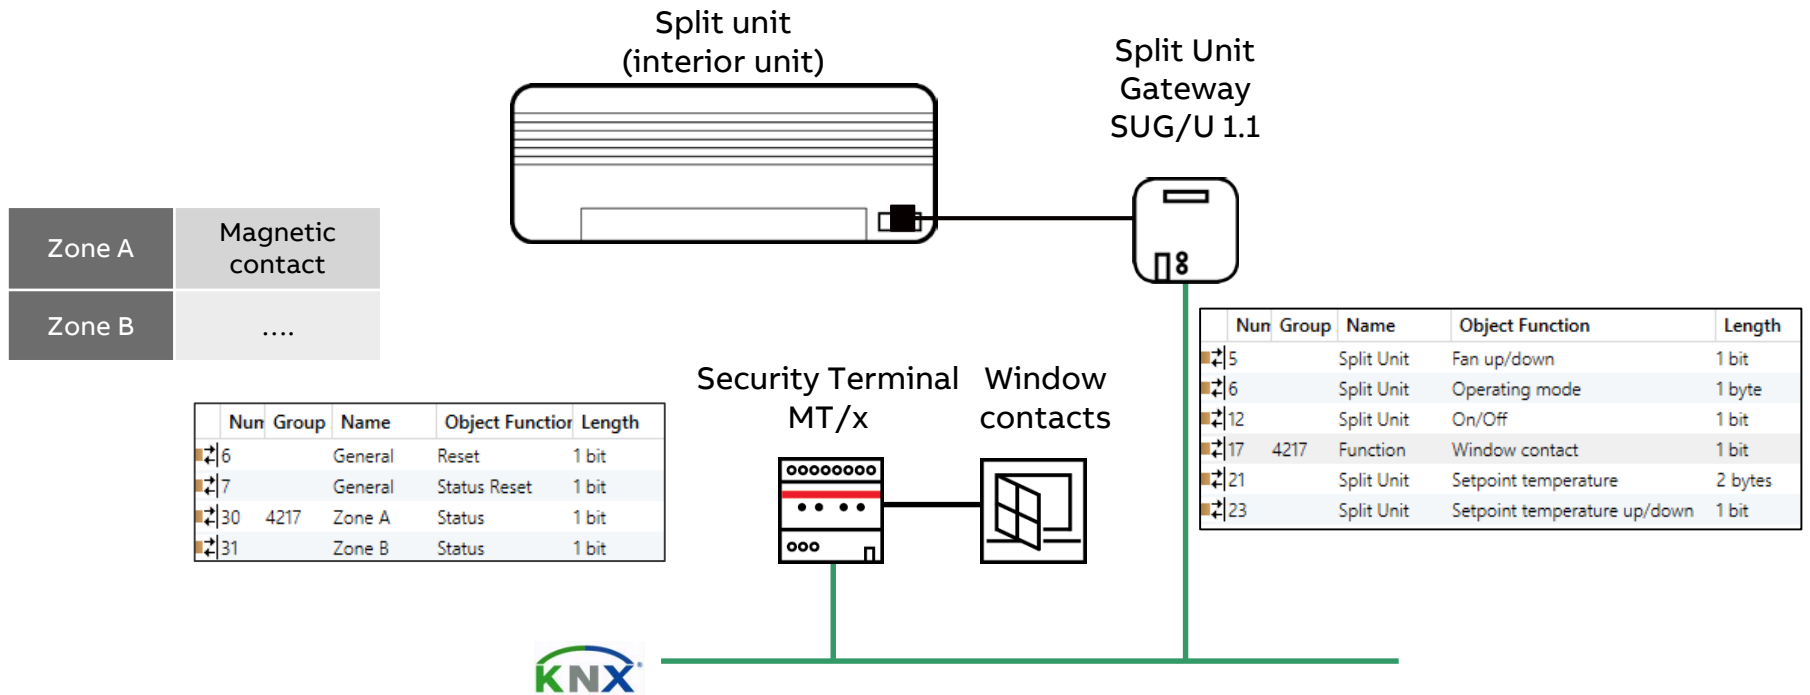 Split unit
(interior unit)
Split Unit
Gateway
SUG/U 1.1
Zone A
Magnetic
contact
Zone B
....
Security Terminal
MT/x
Window
contacts
Num Group Name Object Function Length
6 General Reset 1 bit
7 General Status Reset 1 bit
30 4217 Zone A Status 1 bit
31 Zone B Status 1 bit
Num Group Name Object Function Length
5 Split Unit Fan up/down 1 bit
6 Split Unit Operating mode 1 byte
12 Split Unit On/Off 1 bit
17 4217 Function Window contact 1 bit
21 Split Unit Setpoint temperature 2 bytes
23 Split Unit Setpoint temperature up/down 1 bit
KNX